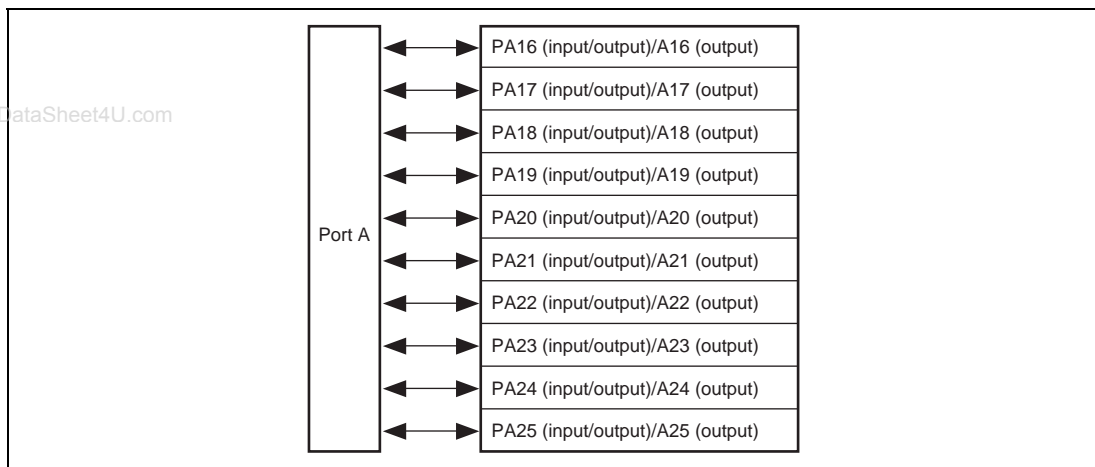 PA16 (input/output)/A16 (output)
PA17 (input/output)/A17 (output)
DataSheet4U.com
PA18 (input/output)/A18 (output)
PA19 (input/output)/A19 (output)
PA20 (input/output)/A20 (output)
Port A
PA21 (input/output)/A21 (output)
PA22 (input/output)/A22 (output)
PA23 (input/output)/A23 (output)
PA24 (input/output)/A24 (output)
PA25 (input/output)/A25 (output)